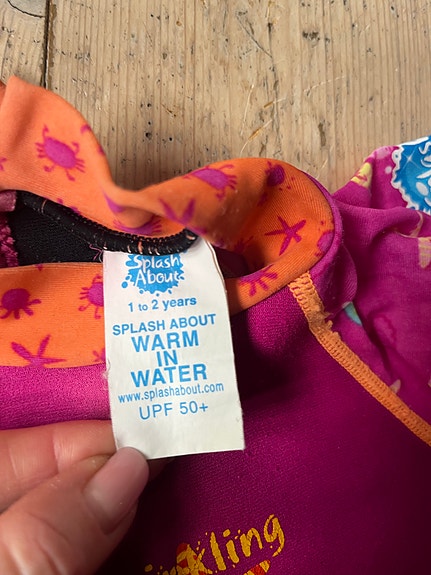 Splash
About
1 to 2 years
SPLASH ABOUT
WARM
IN
WATER
www.splashabout.com
UPF 50+